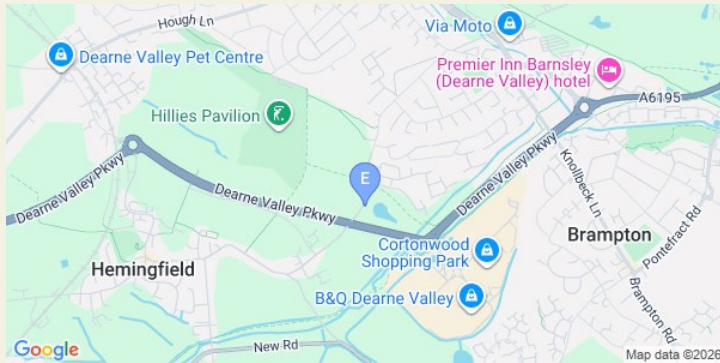 Hough Ln
Via Moto
Dearne Valley Pet Centre
Premier Inn Barnsley
(Dearne Valley) hotel
A6195
Hillies Pavilion
Dearne Valley Pkwy
Dearne Valley Pkwy
Dearne Valley Pkwy
E
Knollbeck Ln
Pontefract Rd
Brampton
Cortonwood
Shopping Park
Hemingfield
B&Q Dearne Valley
Brampton Rd
New Rd
Google
Map data ©2020